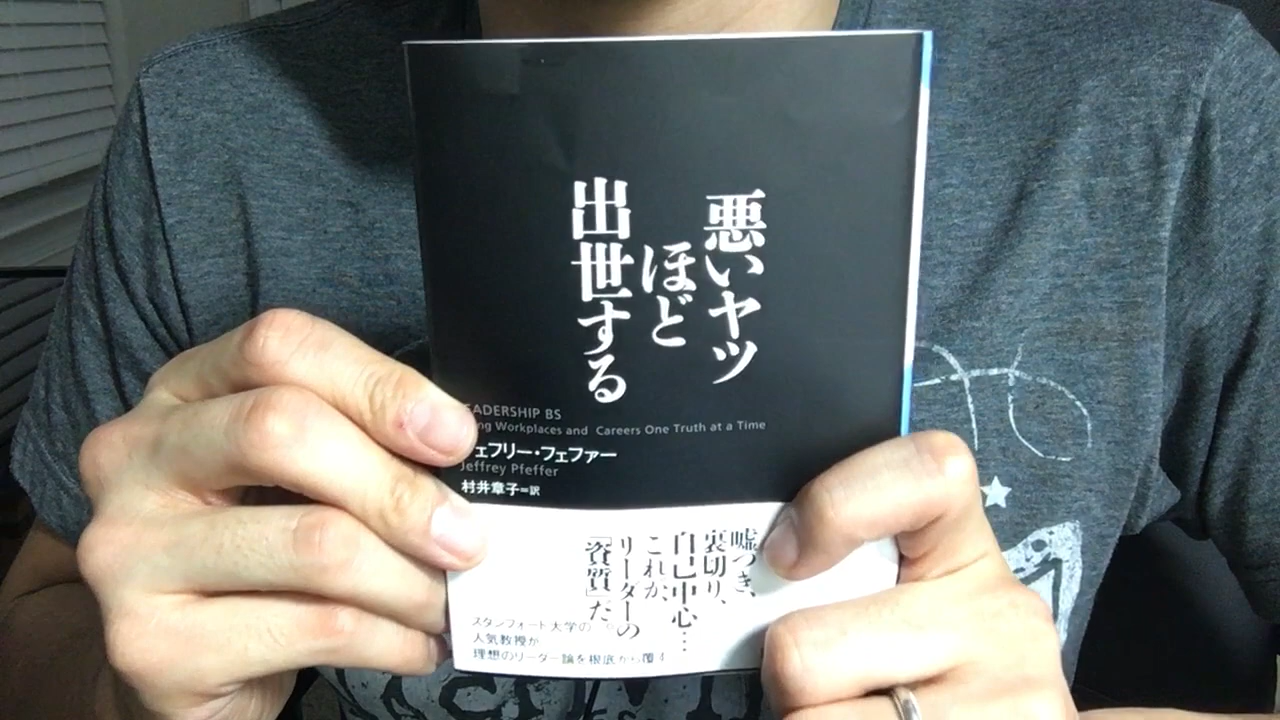 悪いヤツ
ほど
出世する
EADERSHIP BS
ng Workplaces and Careers One Truth at a Time
ェフリー・フェファー
Jeffrey Pfeffer
村井章子=訳
嘘つき、
裏切り、
自己中心…
これが、
リーダーの
「資質」だ。
スタンフォード大学の
人気教授が
理想のリーダー論を根底から覆す